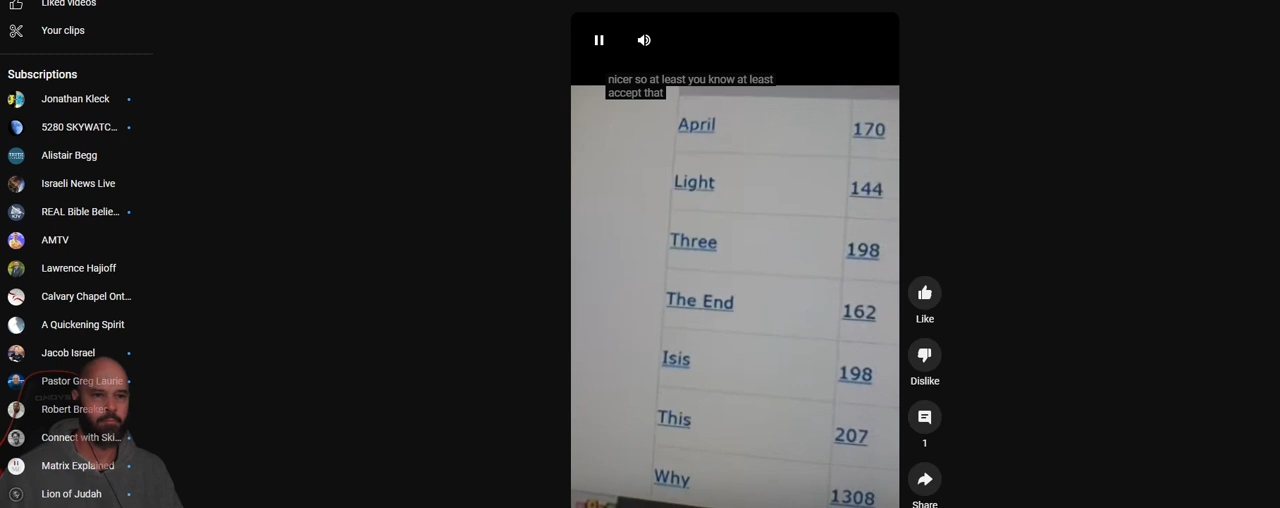 Liked videos
Your clips
Subscriptions
Jonathan Kleck
5280 SKYWATC...
Alistair Begg
Israeli News Live
REAL Bible Belie...
AMTV
Lawrence Hajioff
Calvary Chapel Ont...
A Quickening Spirit
Jacob Israel
Pastor Greg Laurie
Robert Breaker
Connect with Ski...
Matrix Explained
Lion of Judah
nicer so at least you know at least
accept that
April 170
Light 144
Three 198
The End 162
Isis 198
This 207
Why 1308
Like
Dislike
1
Share